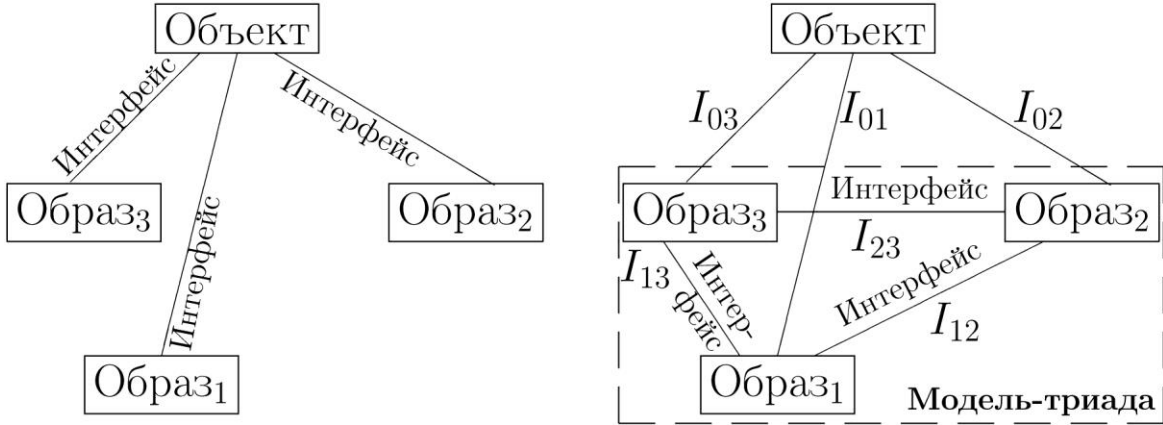 Объект
Интерфейс
Интерфейс
Образ₃
Интерфейс
Образ₂
Образ₁
Объект
I₀₃
I₀₁
I₀₂
Образ₃
Интерфейс
Образ₂
I₂₃
I₁₃
Интер-
фейс
Интерфейс
I₁₂
Образ₁
Модель-триада